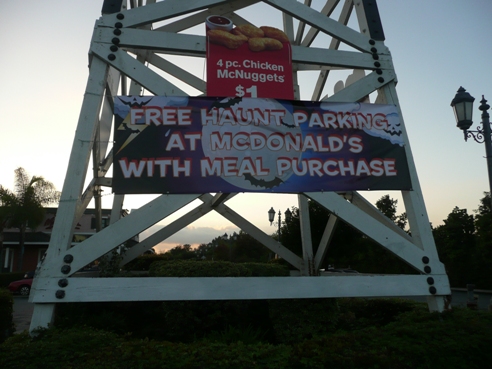 4 pc. Chicken
McNuggets
$1
FREE HAUNT PARKING
AT MCDONALD'S
WITH MEAL PURCHASE